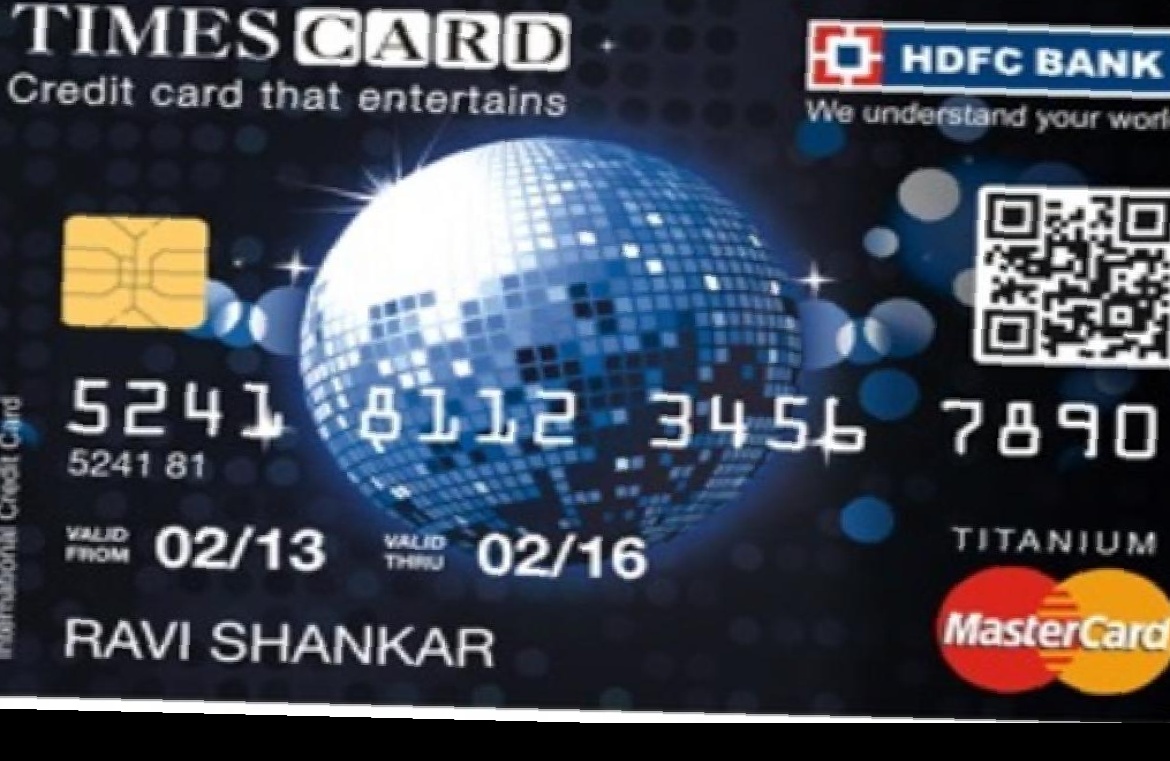 TIMES CARD
Credit card that entertains
HDFC BANK
We understand your worl
International Credit Card
5241 8112 3456 7890
5241 81
VALID FROM 02/13 VALID THRU 02/16
TITANIUM
RAVI SHANKAR
MasterCard